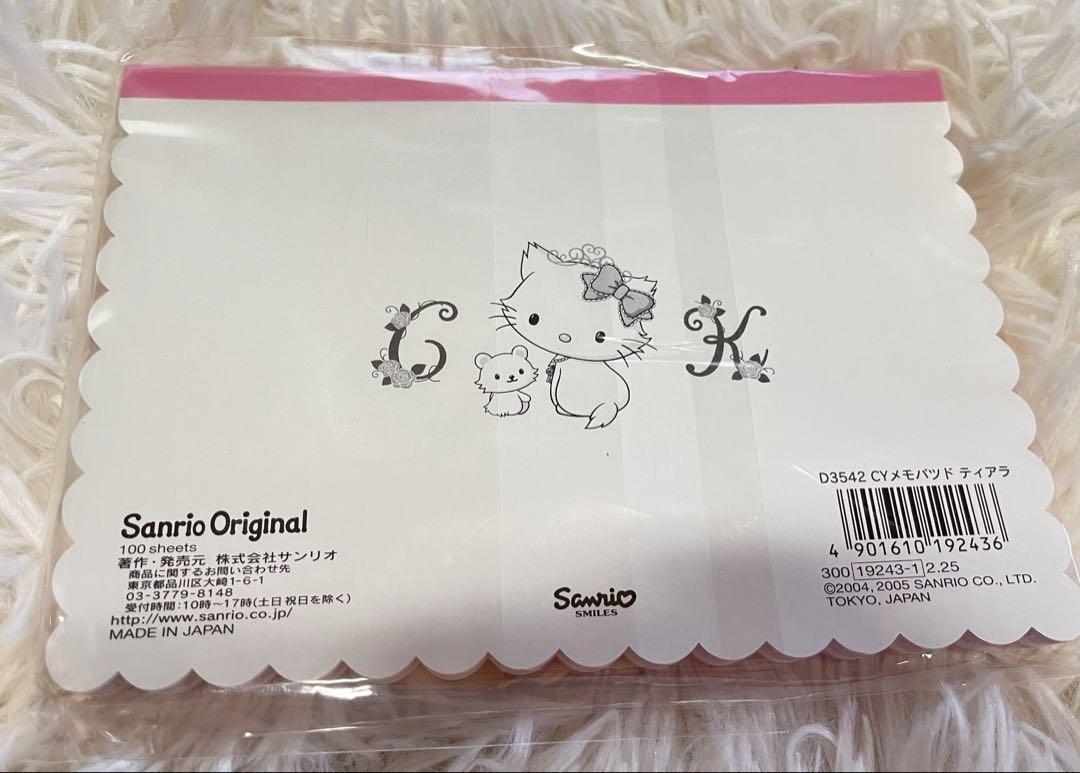 C K
Sanrio Original
100 sheets
著作・発売元 株式会社サンリオ
商品に関するお問い合わせ先
東京都品川区大崎1-6-1
03-3779-8148
受付時間:10時～17時(土日祝日を除く)
http://www.sanrio.co.jp/
MADE IN JAPAN
Sanrio
SMILES
D3542 CYメモパッド ティアラ
4 901610 192436
300 19243-1 2.25
©2004, 2005 SANRIO CO., LTD.
TOKYO, JAPAN